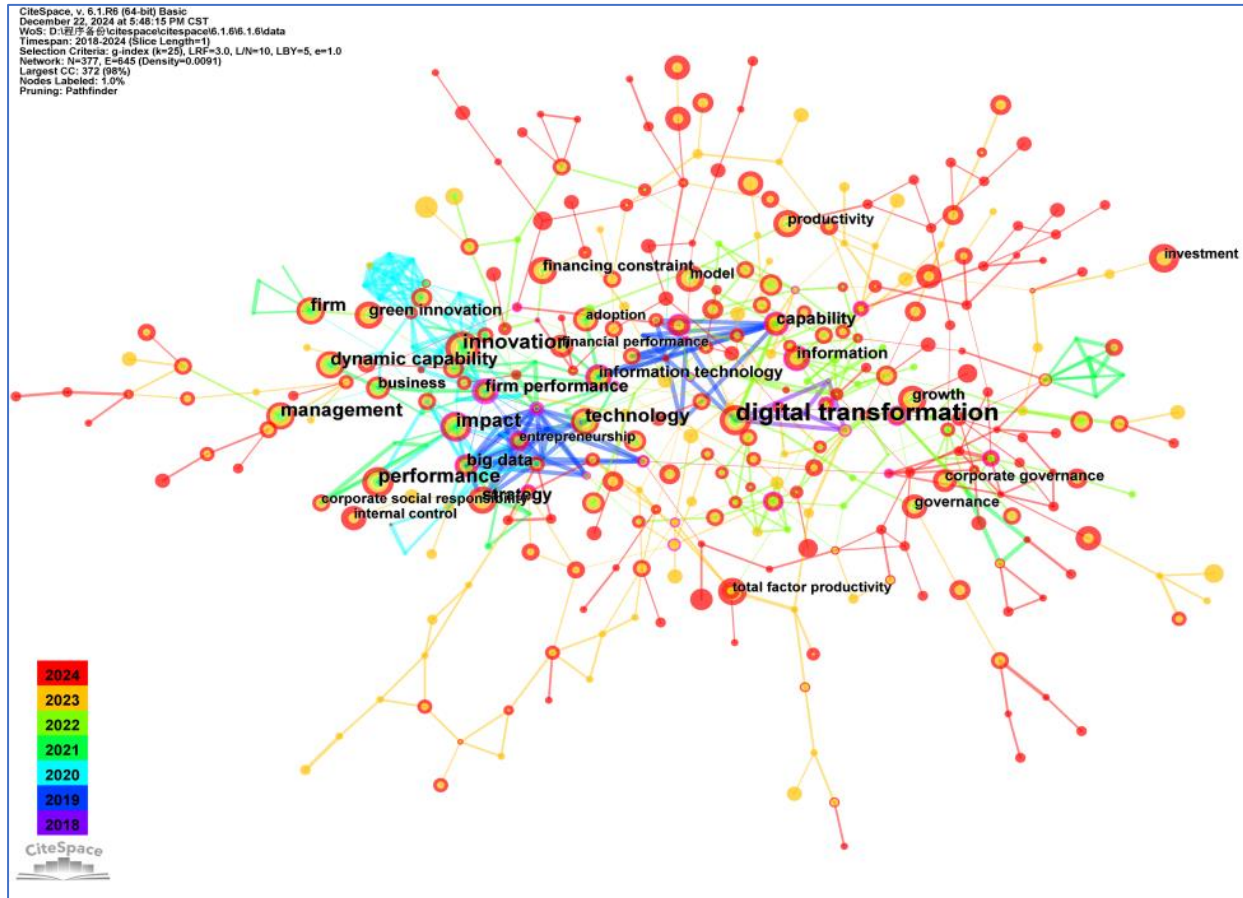 CiteSpace, v. 6.1.R6 (64-bit) Basic
December 22, 2024 at 5:48:15 PM CST
WoS: D:\程序备份\citespace\citespace\6.1.6\6.1.6\data
Timespan: 2018-2024 (Slice Length=1)
Selection Criteria: g-index (k=25), LRF=3.0, L/N=10, LBY=5, e=1.0
Network: N=377, E=645 (Density=0.0091)
Largest CC: 372 (98%)
Nodes Labeled: 1.0%
Pruning: Pathfinder
productivity
investment
financing constraint
model
firm
green innovation
adoption
capability
innovation
financial performance
information
dynamic capability
information technology
business
firm performance
growth
management
digital transformation
impact
technology
entrepreneurship
big data
performance
corporate governance
strategy
corporate social responsibility
governance
internal control
total factor productivity
2024
2023
2022
2021
2020
2019
2018
CiteSpace